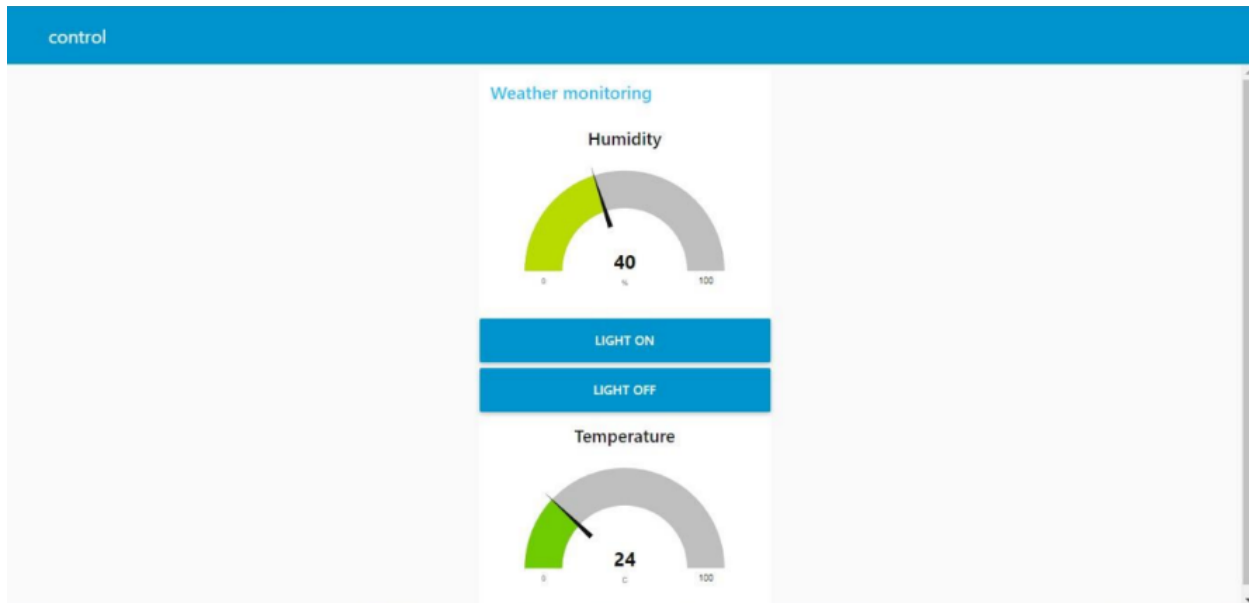 control
Weather monitoring
Humidity
40
0 % 100
LIGHT ON
LIGHT OFF
Temperature
24
0 C 100